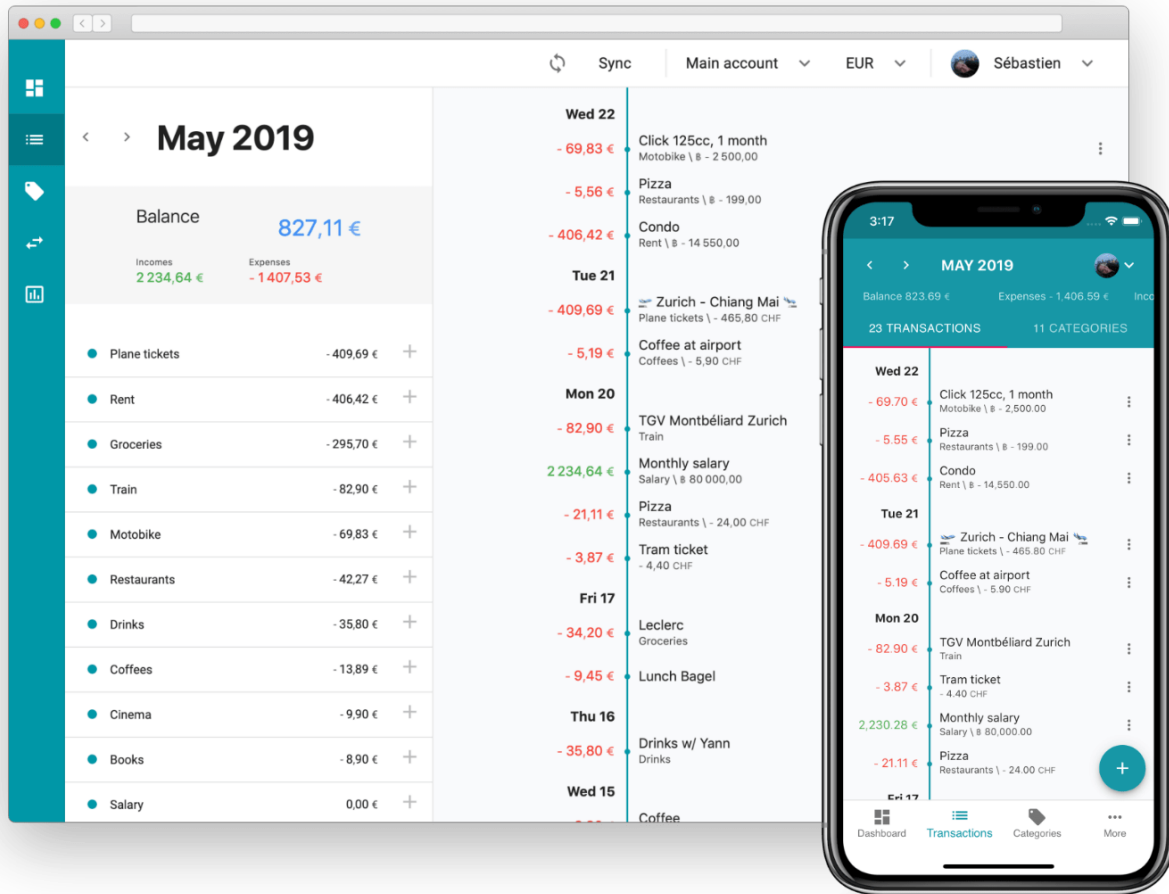 Sync
Main account
EUR
Sébastien
May 2019
Balance
827,11 €
Incomes
Expenses
2 234,64 €
- 1 407,53 €
Plane tickets
- 409,69 €
Rent
- 406,42 €
Groceries
- 295,70 €
Train
- 82,90 €
Motobike
- 69,83 €
Restaurants
- 42,27 €
Drinks
- 35,80 €
Coffees
- 13,89 €
Cinema
- 9,90 €
Books
- 8,90 €
Salary
0,00 €
Wed 22
- 69,83 €
Click 125cc, 1 month
Motobike \ ฿ - 2 500,00
- 5,56 €
Pizza
Restaurants \ ฿ - 199,00
- 406,42 €
Condo
Rent \ ฿ - 14 550,00
Tue 21
- 409,69 €
🛫 Zurich - Chiang Mai 🛬
Plane tickets \ - 465,80 CHF
- 5,19 €
Coffee at airport
Coffees \ - 5,90 CHF
Mon 20
- 82,90 €
TGV Montbéliard Zurich
Train
2 234,64 €
Monthly salary
Salary \ ฿ 80 000,00
- 21,11 €
Pizza
Restaurants \ - 24,00 CHF
- 3,87 €
Tram ticket
- 4,40 CHF
Fri 17
- 34,20 €
Leclerc
Groceries
- 9,45 €
Lunch Bagel
Thu 16
- 35,80 €
Drinks w/ Yann
Drinks
Wed 15
Coffee
3:17
MAY 2019
Balance 823.69 €
Expenses - 1,406.59 €
Inco
23 TRANSACTIONS
11 CATEGORIES
Wed 22
- 69.70 €
Click 125cc, 1 month
Motobike \ ฿ - 2,500.00
- 5.55 €
Pizza
Restaurants \ ฿ - 199.00
- 405.63 €
Condo
Rent \ ฿ - 14,550.00
Tue 21
- 409.69 €
🛫 Zurich - Chiang Mai 🛬
Plane tickets \ - 465.80 CHF
- 5.19 €
Coffee at airport
Coffees \ - 5.90 CHF
Mon 20
- 82.90 €
TGV Montbéliard Zurich
Train
- 3.87 €
Tram ticket
- 4.40 CHF
2,230.28 €
Monthly salary
Salary \ ฿ 80,000.00
- 21.11 €
Pizza
Restaurants \ - 24.00 CHF
Fri 17
Dashboard
Transactions
Categories
More